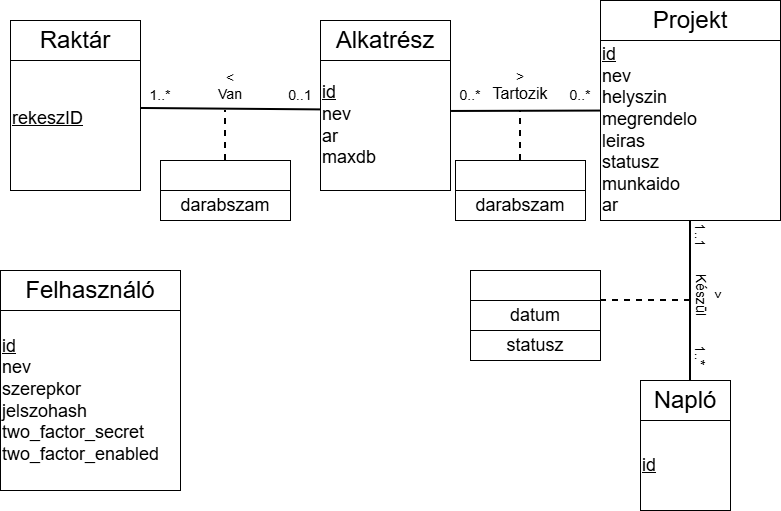 Raktár
rekeszID
1..*
<
Van
0..1
darabszam
Alkatrész
id
nev
ar
maxdb
0..*
>
Tartozik
0..*
darabszam
Projekt
id
nev
helyszin
megrendelo
leiras
statusz
munkaido
ar
1..1
Készül
>
1..*
datum
statusz
Napló
id
Felhasználó
id
nev
szerepkor
jelszohash
two_factor_secret
two_factor_enabled